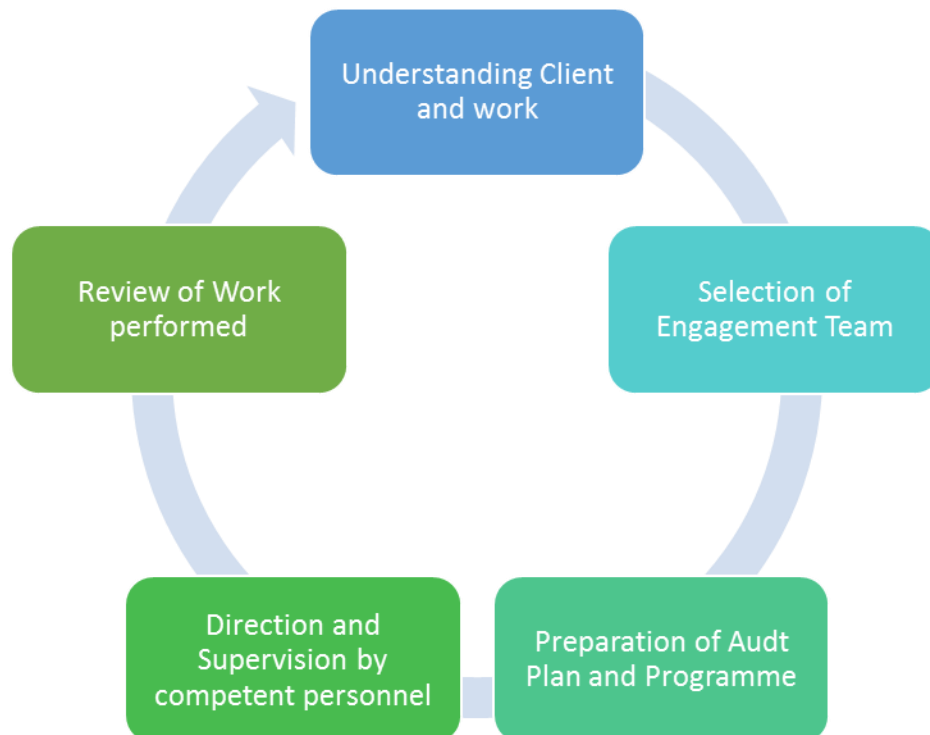 Understanding Client
and work
Selection of
Engagement Team
Preparation of Audt
Plan and Programme
Direction and
Supervision by
competent personnel
Review of Work
performed